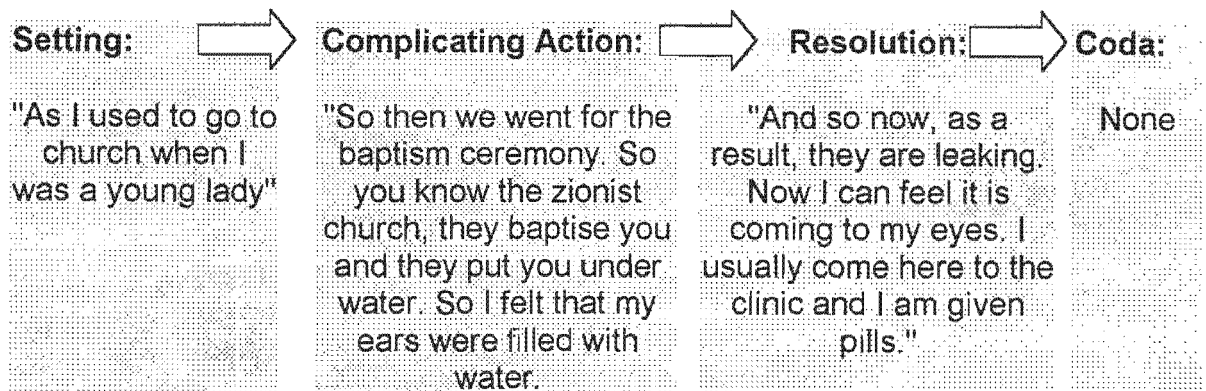 Setting:
"As I used to go to
church when I
was a young lady"
Complicating Action:
"So then we went for the
baptism ceremony. So
you know the zionist
church, they baptise you
and they put you under
water. So I felt that my
ears were filled with
water.
Resolution:
"And so now, as a
result, they are leaking.
Now I can feel it is
coming to my eyes. I
usually come here to the
clinic and I am given
pills."
Coda:
None